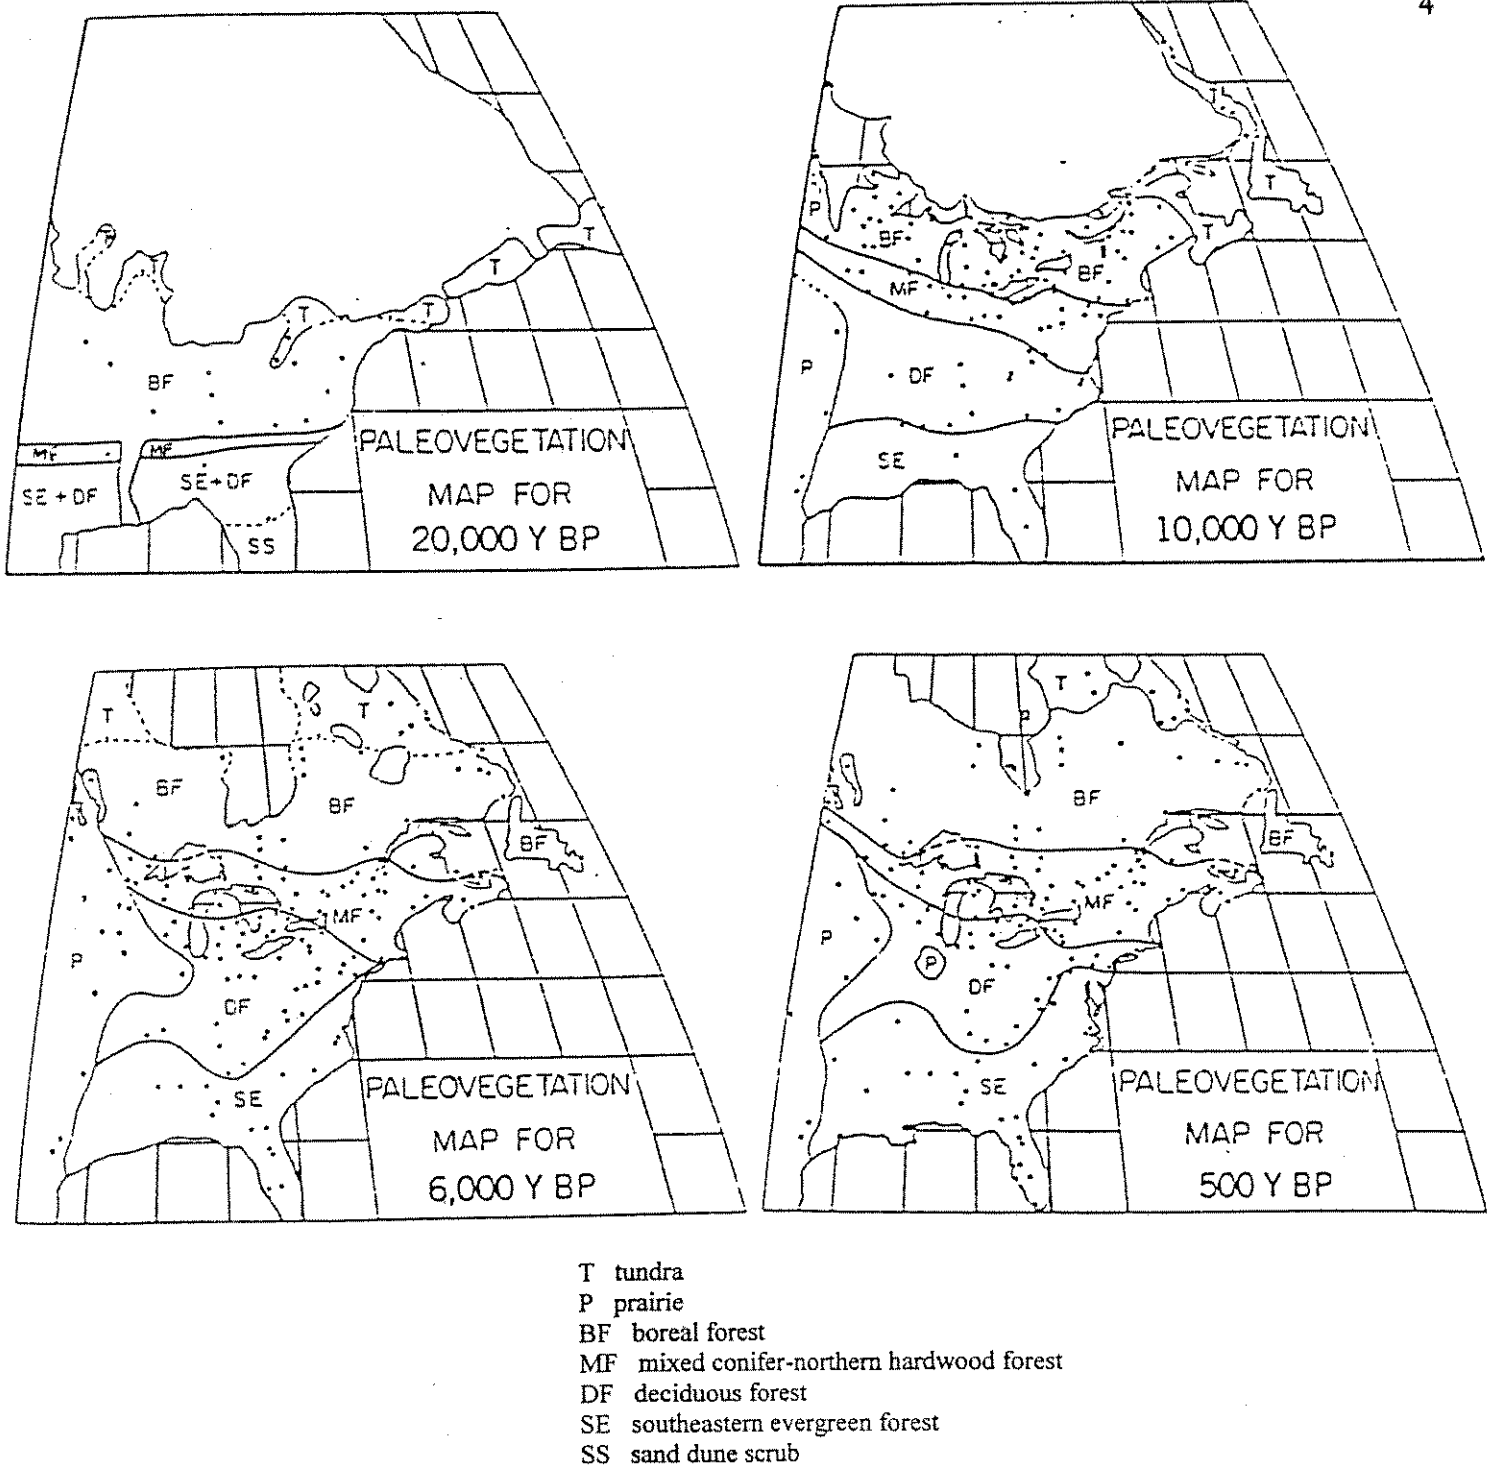 4
T
T
T
T
T
T
BF
MF
MF
SE + DF
SE+DF
SS
PALEOVEGETATION
MAP FOR
20,000 Y BP
T
T
P
BF
BF
T
MF
P
DF
SE
PALEOVEGETATION
MAP FOR
10,000 Y BP
T
T
BF
BF
BF
MF
P
DF
SE
PALEOVEGETATION
MAP FOR
6,000 Y BP
T
P
BF
BF
MF
P
P
DF
SE
PALEOVEGETATION
MAP FOR
500 Y BP
T tundra
P prairie
BF boreal forest
MF mixed conifer-northern hardwood forest
DF deciduous forest
SE southeastern evergreen forest
SS sand dune scrub